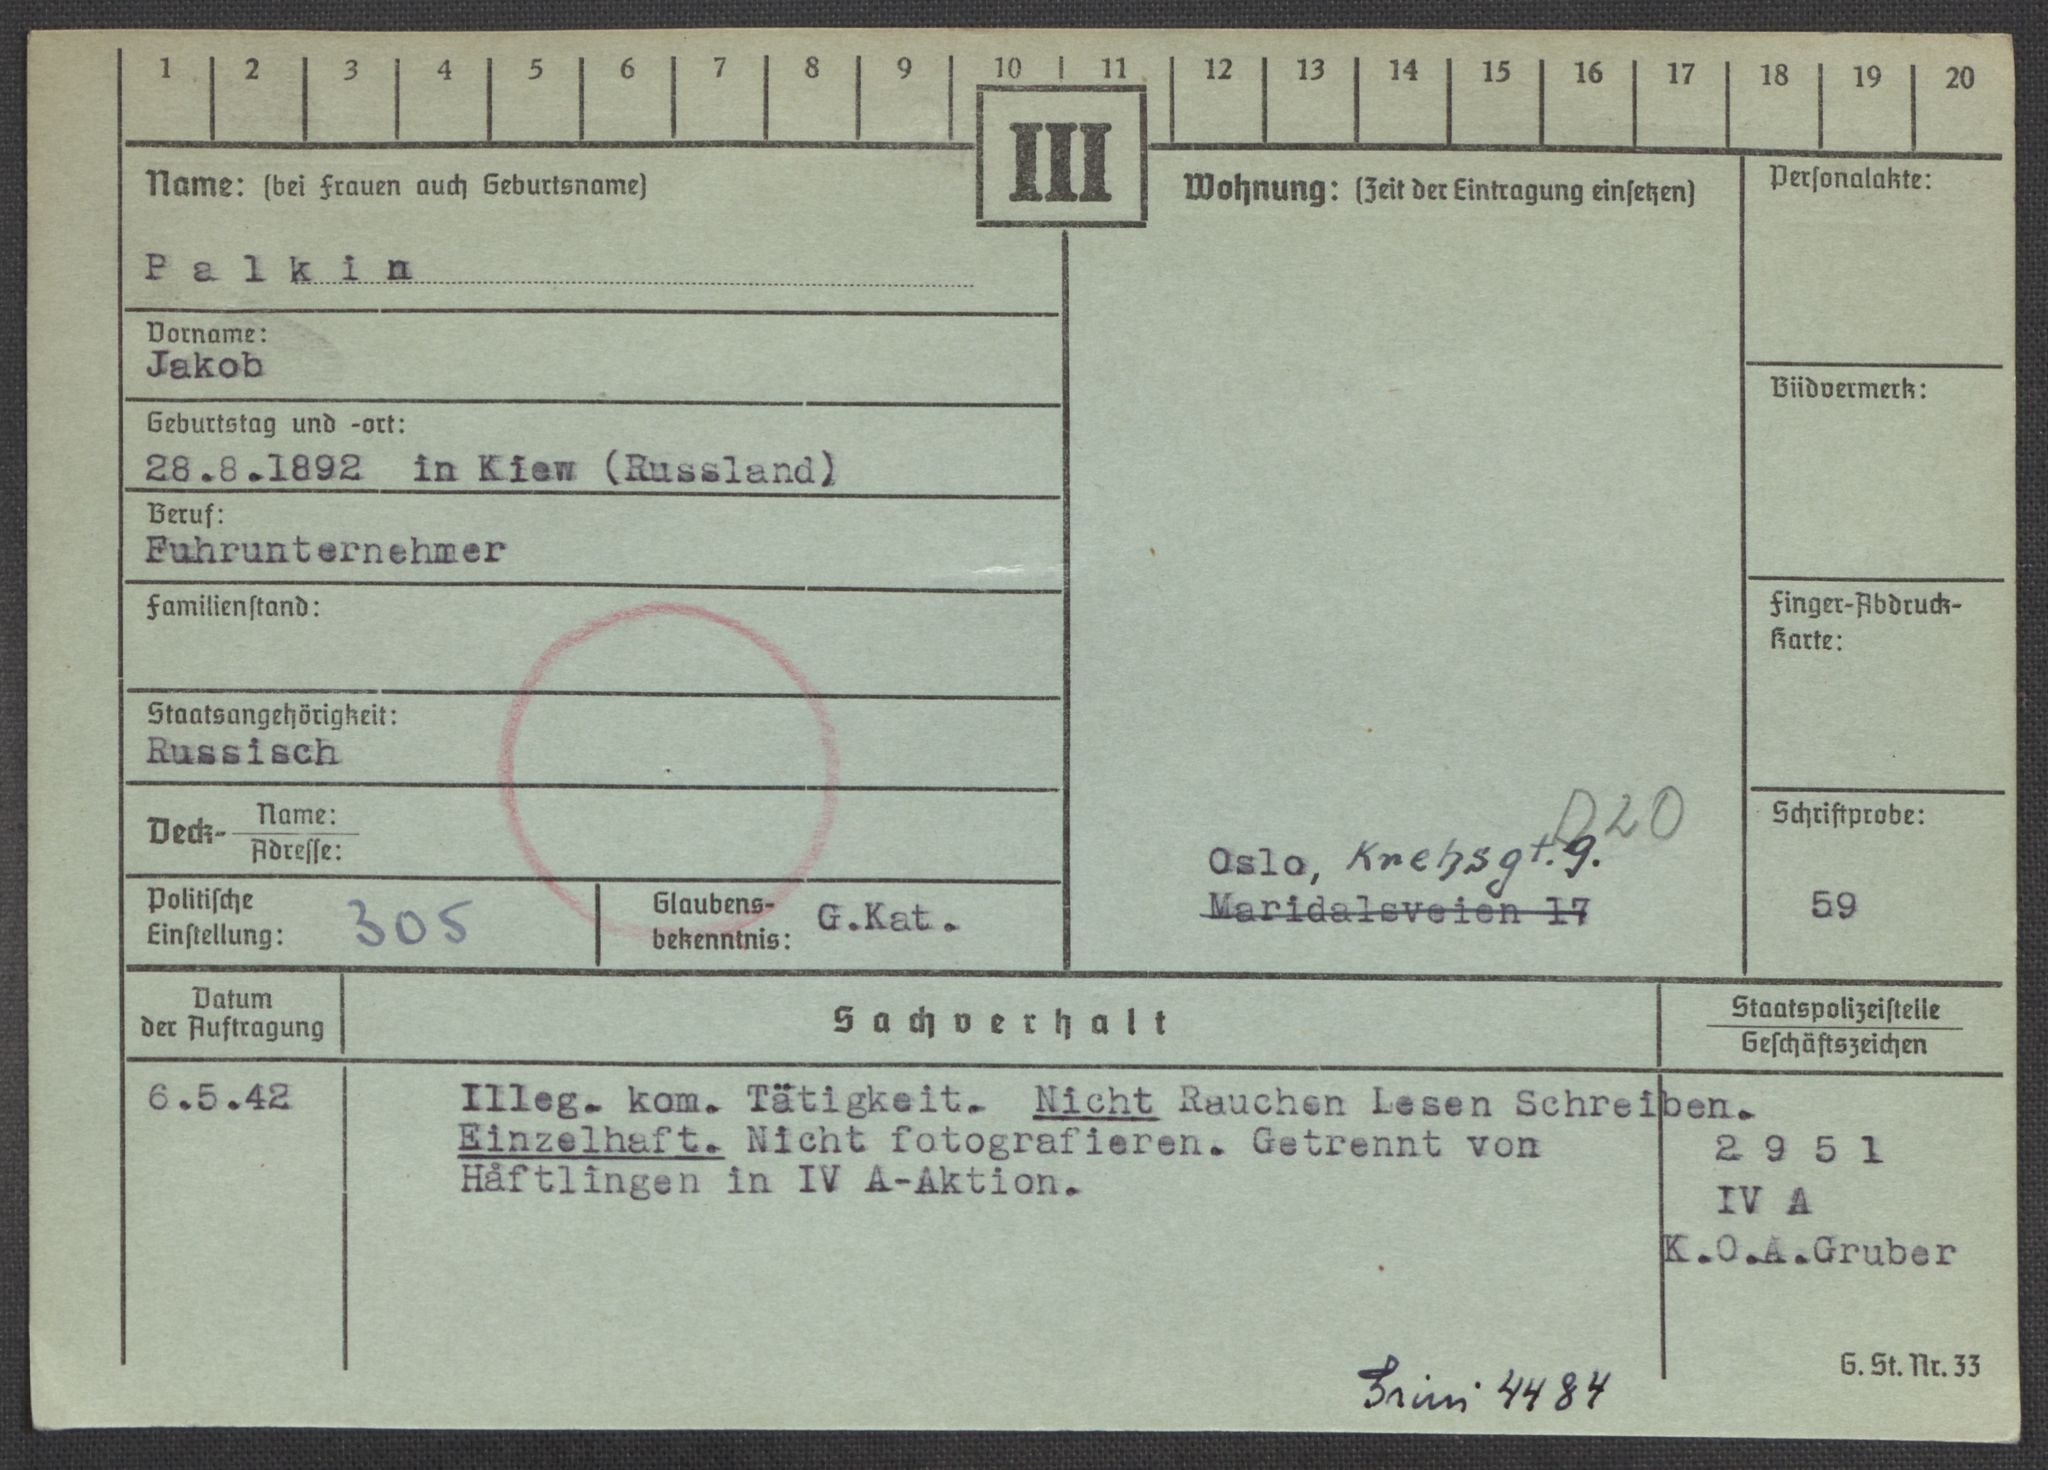 1 2 3 4 5 6 7 8 9 10 11 12 13 14 15 16 17 18 19 20
III
Name: (bei Frauen auch Geburtsname)
Palkin
Vorname:
Jakob
Geburtstag und -ort:
28.8.1892 in Kiew (Russland)
Beruf:
Fuhrunternehmer
Familienstand:
Staatsangehörigkeit:
Russisch
Deck- Name:
Adresse:
Politische
Einstellung: 305
Glaubens-
bekenntnis: G.Kat.
Wohnung: (Zeit der Eintragung einsetzen)
D20
Oslo, Krebsgt. 9.
Maridalsveien 17
Personalakte:
Bildvermerk:
Finger-Abdruck-
Karte:
Schriftprobe:
59
Datum
der Auftragung
Sachverhalt
Staatspolizeistelle
Geschäftszeichen
6.5.42
Illeg. kom. Tätigkeit. Nicht Rauchen Lesen Schreiben.
Einzelhaft. Nicht fotografieren. Getrennt von
Håftlingen in IV A-Aktion.
2951
IV A
K.O.A.Gruber
G. St. Nr. 33
Grini 4484